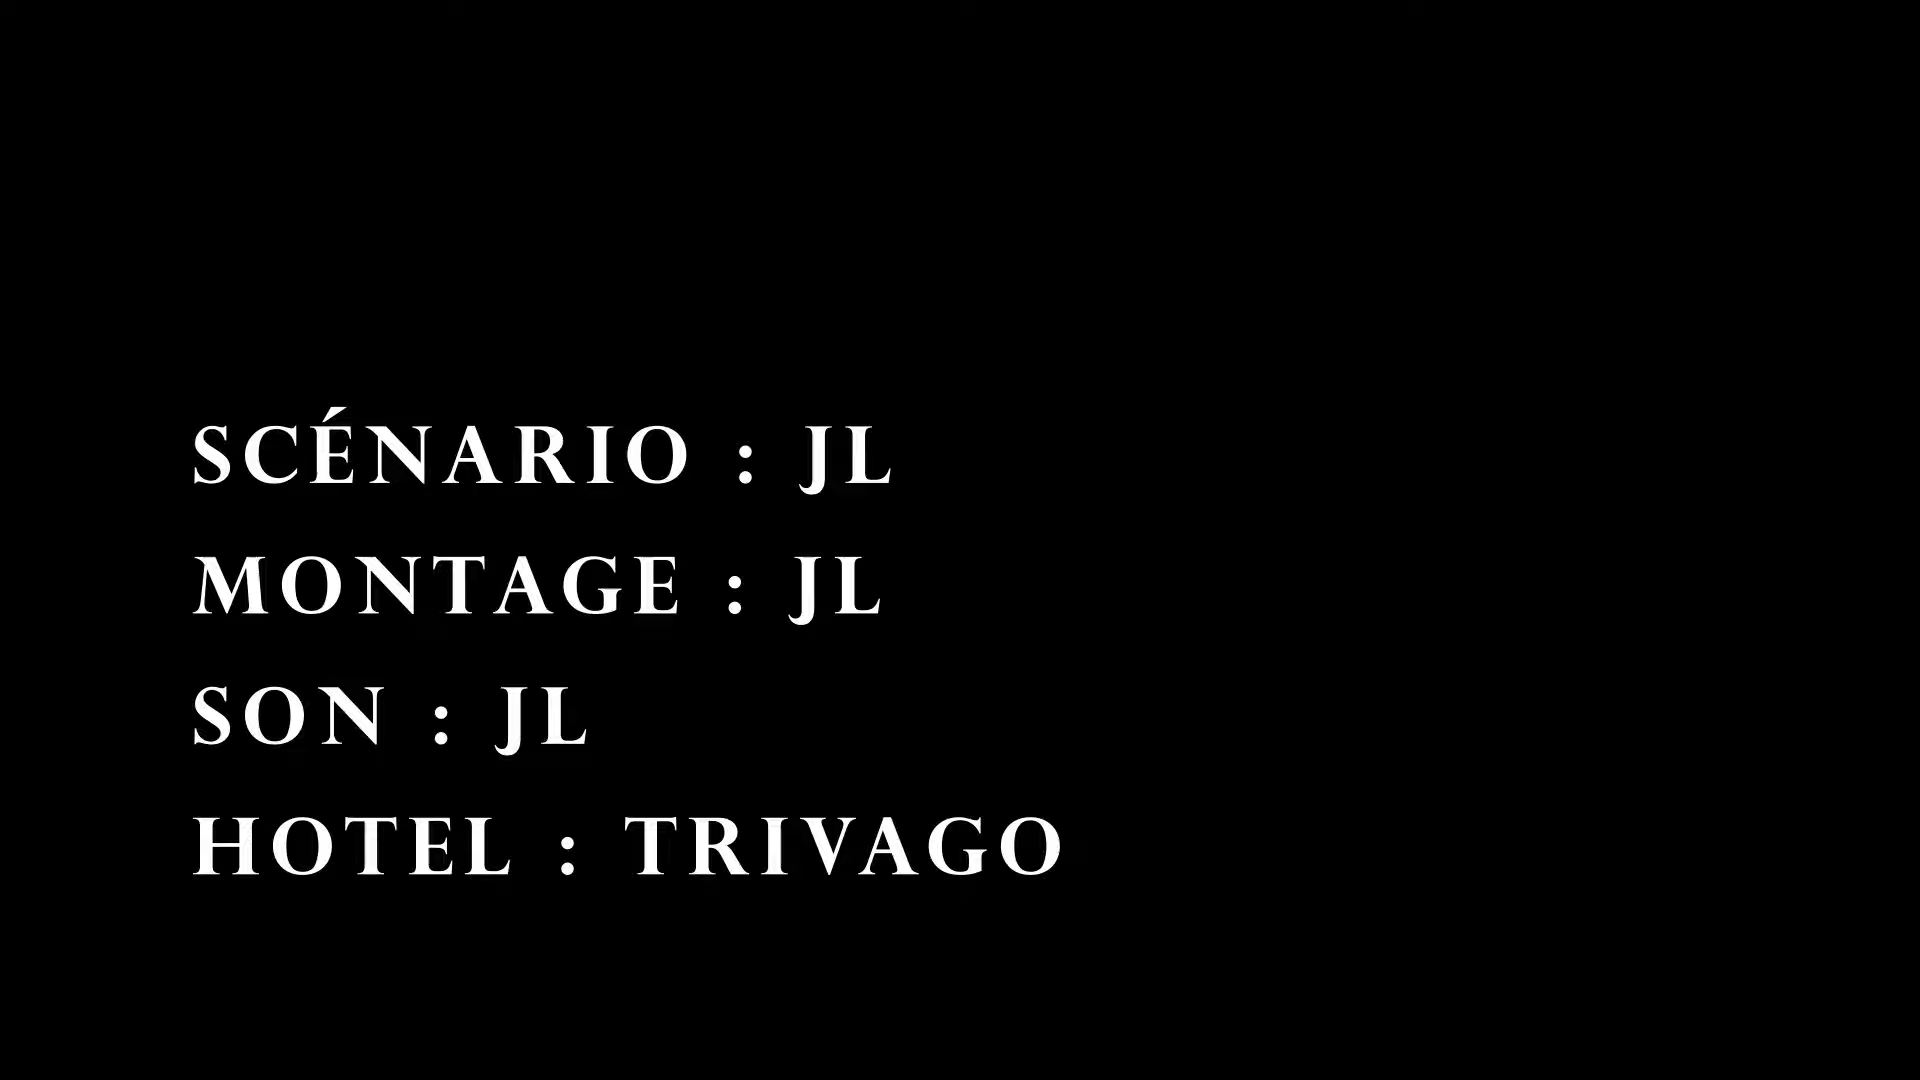 SCÉNARIO : JL
MONTAGE : JL
SON : JL
HOTEL : TRIVAGO